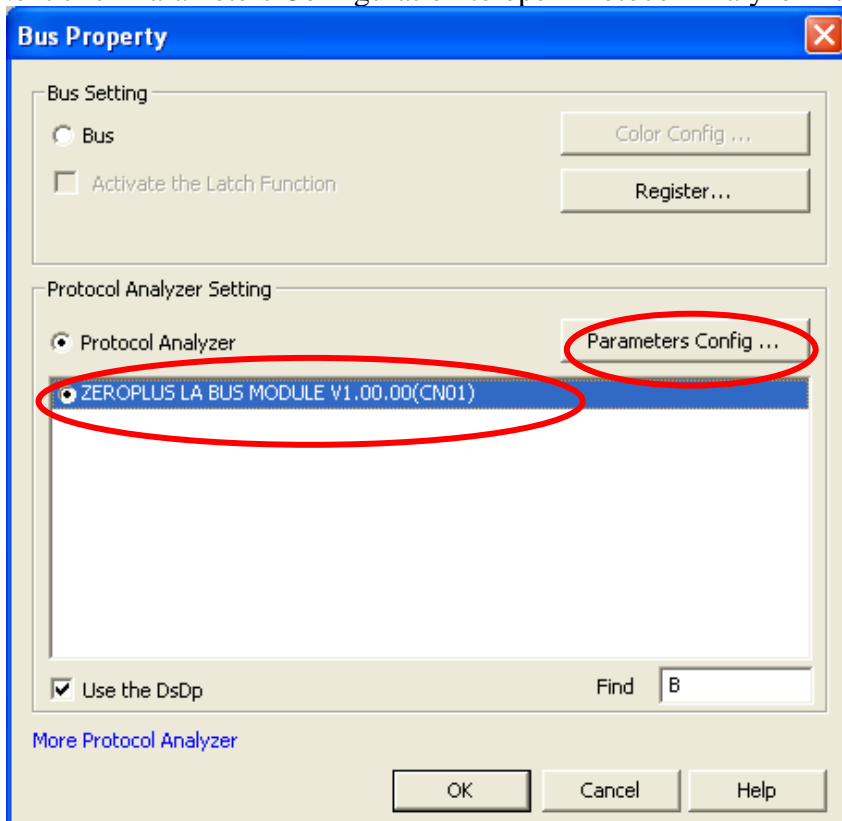 Bus Property
Bus Setting
Bus
Color Config ...
Activate the Latch Function
Register...
Protocol Analyzer Setting
Protocol Analyzer
Parameters Config ...
ZEROPLUS LA BUS MODULE V1.00.00(CN01)
Use the DsDp
Find B
More Protocol Analyzer
OK Cancel Help